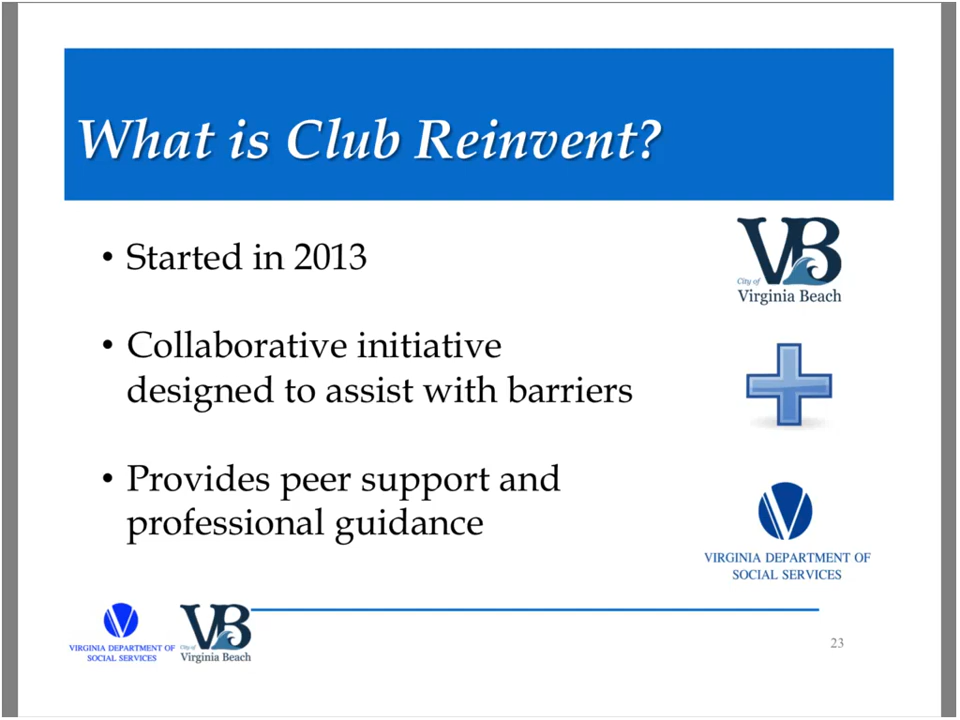 What is Club Reinvent?
• Started in 2013
• Collaborative initiative
designed to assist with barriers
• Provides peer support and
professional guidance
VB
City of
Virginia Beach
VIRGINIA DEPARTMENT OF
SOCIAL SERVICES
VIRGINIA DEPARTMENT OF
SOCIAL SERVICES
VB
City of
Virginia Beach
23